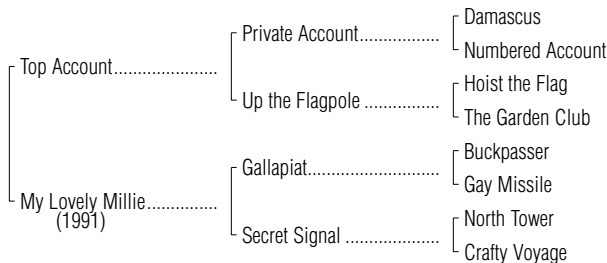 Damascus
Private Account..................
Numbered Account
Top Account.......................
Hoist the Flag
Up the Flagpole .................
The Garden Club
Buckpasser
Gallapiat............................
Gay Missile
My Lovely Millie...............
(1991)
North Tower
Secret Signal .....................
Crafty Voyage